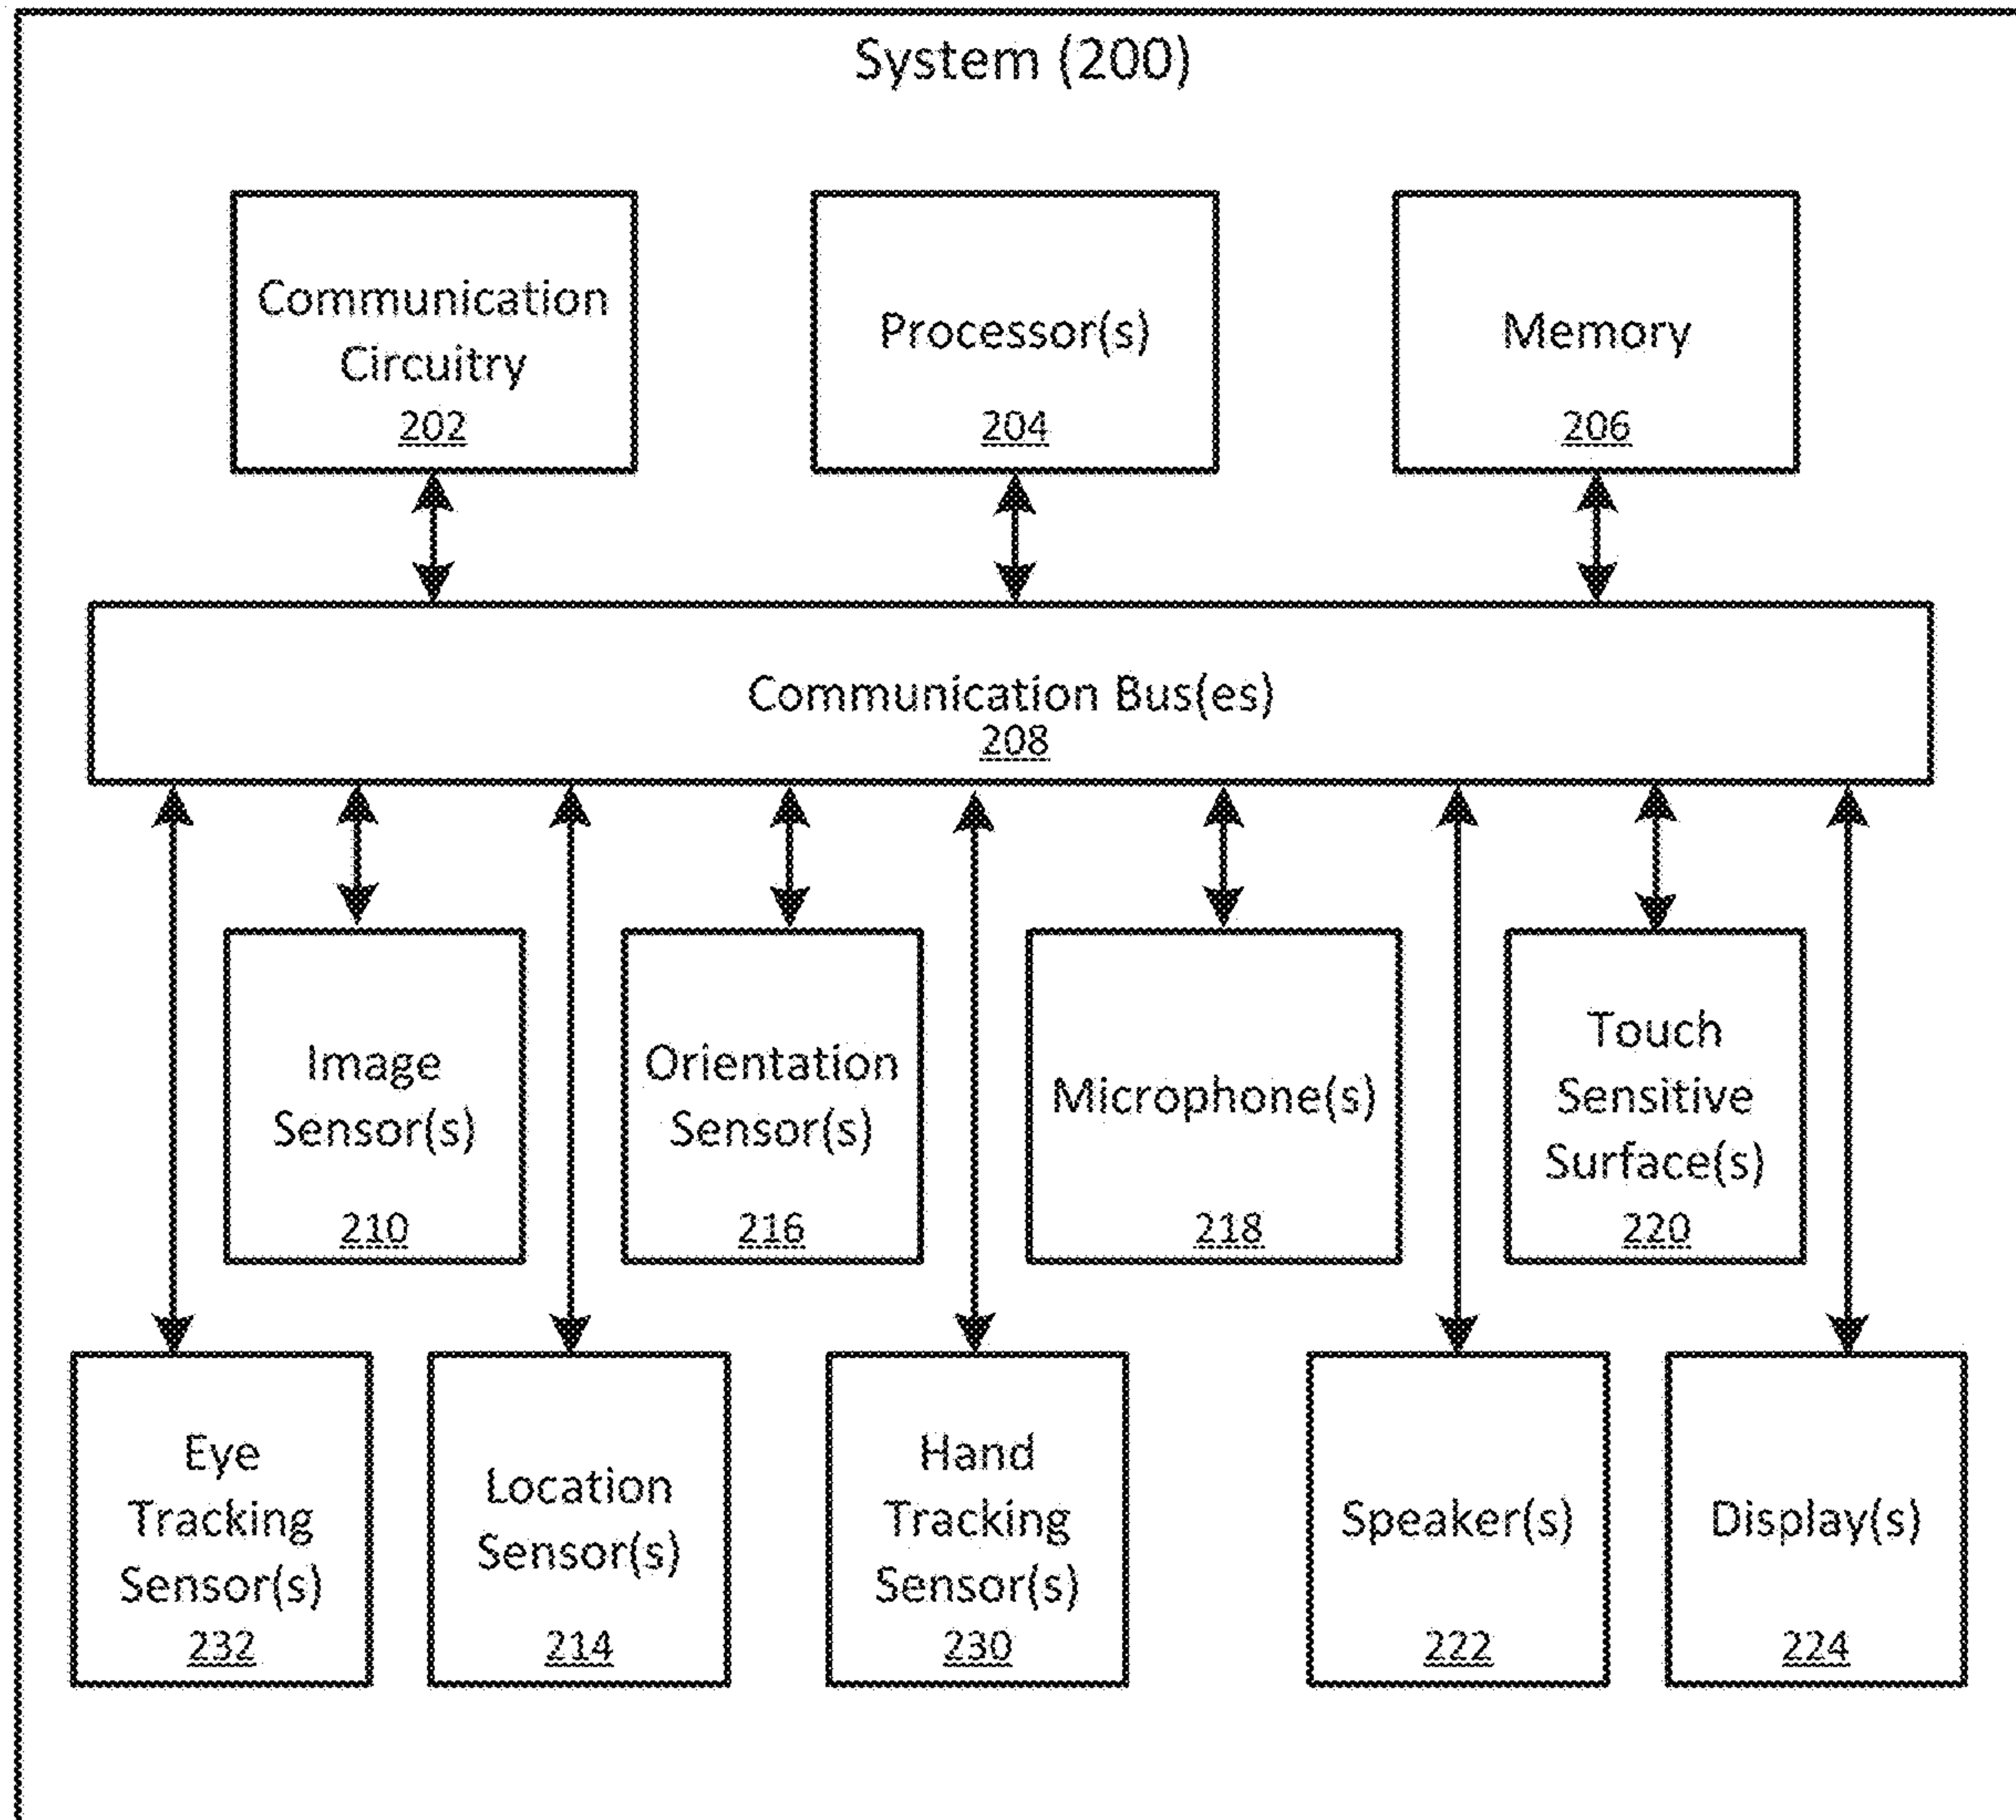 System (200)
Communication
Circuitry
202
Processor(s)
204
Memory
206
Communication Bus(es)
208
Image
Sensor(s)
210
Orientation
Sensor(s)
216
Microphone(s)
218
Touch
Sensitive
Surface(s)
220
Eye
Tracking
Sensor(s)
232
Location
Sensor(s)
214
Hand
Tracking
Sensor(s)
230
Speaker(s)
222
Display(s)
224